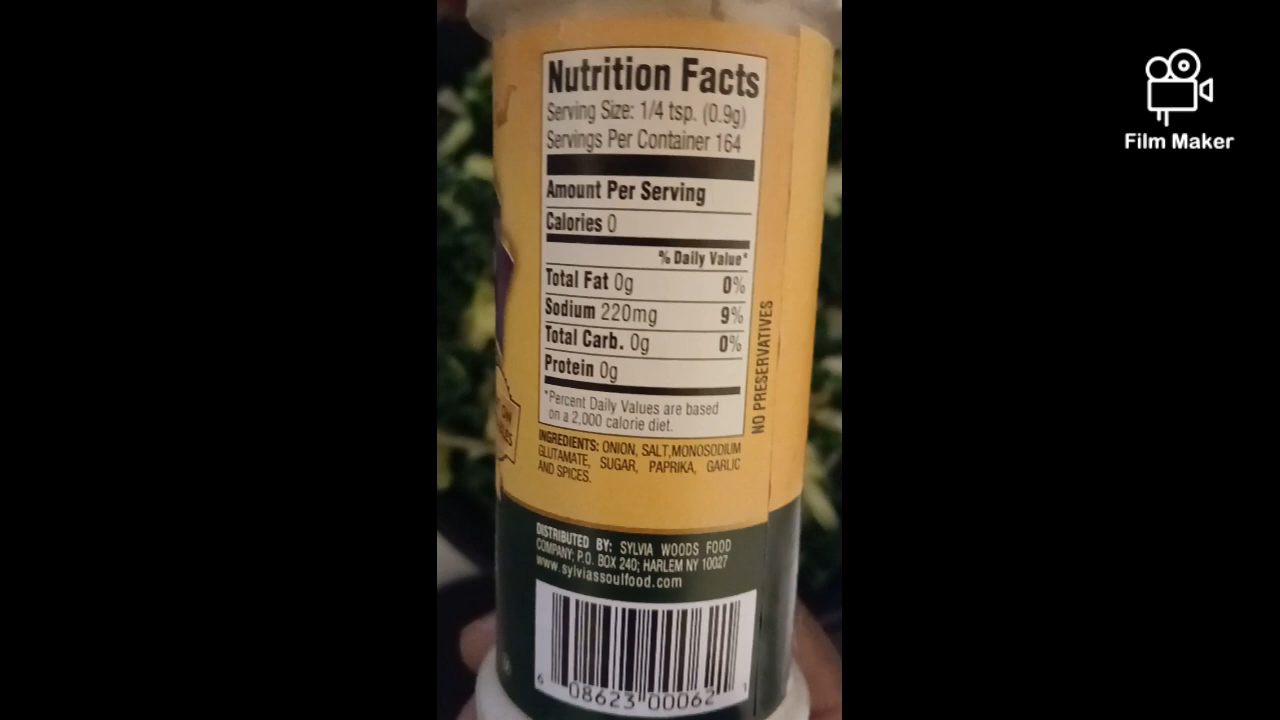 Film Maker
Nutrition Facts
Serving Size: 1/4 tsp. (0.9g)
Servings Per Container 164
Amount Per Serving
Calories 0
% Daily Value*
Total Fat 0g 0%
Sodium 220mg 9%
Total Carb. 0g 0%
Protein 0g
*Percent Daily Values are based
on a 2,000 calorie diet.
NO PRESERVATIVES
INGREDIENTS: ONION, SALT,MONOSODIUM
GLUTAMATE, SUGAR, PAPRIKA, GARLIC
AND SPICES.
DISTRIBUTED BY: SYLVIA WOODS FOOD
COMPANY; P.O. BOX 240; HARLEM NY 10027
www.sylviassoulfood.com
6 08623 00062 1